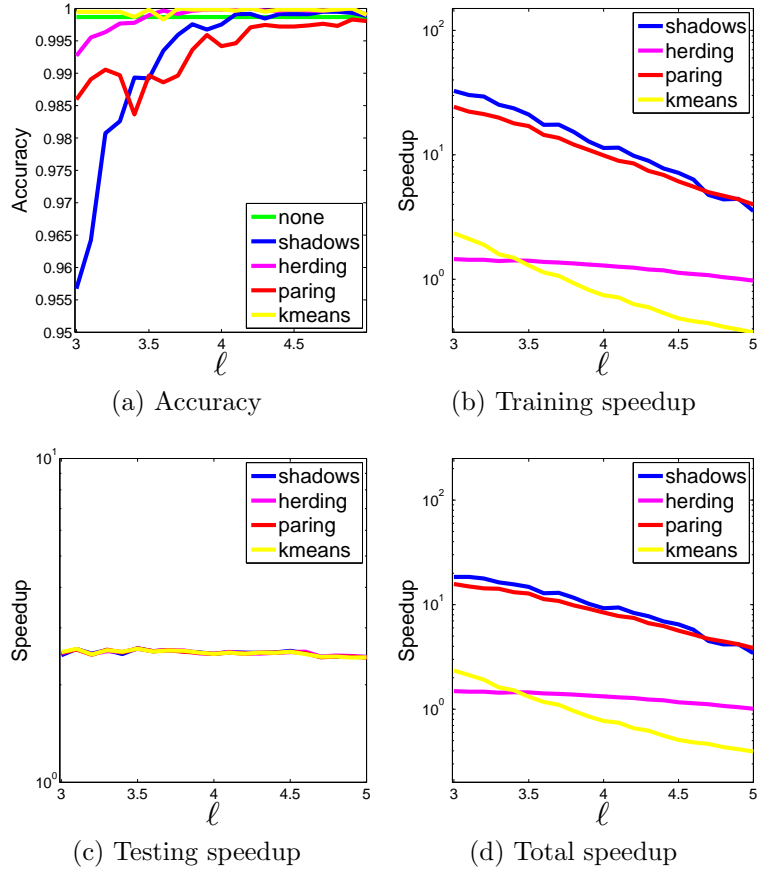 1
0.995
0.99
0.985
0.98
0.975
0.97
0.965
0.96
0.955
0.95
Accuracy
none
shadows
herding
paring
kmeans
3 3.5 4 4.5
ℓ
(a) Accuracy
10²
10¹
10⁰
Speedup
shadows
herding
paring
kmeans
3 3.5 4 4.5 5
ℓ
(b) Training speedup
10¹
10⁰
Speedup
shadows
herding
paring
kmeans
3 3.5 4 4.5 5
ℓ
(c) Testing speedup
10²
10¹
10⁰
Speedup
shadows
herding
paring
kmeans
3 3.5 4 4.5 5
ℓ
(d) Total speedup